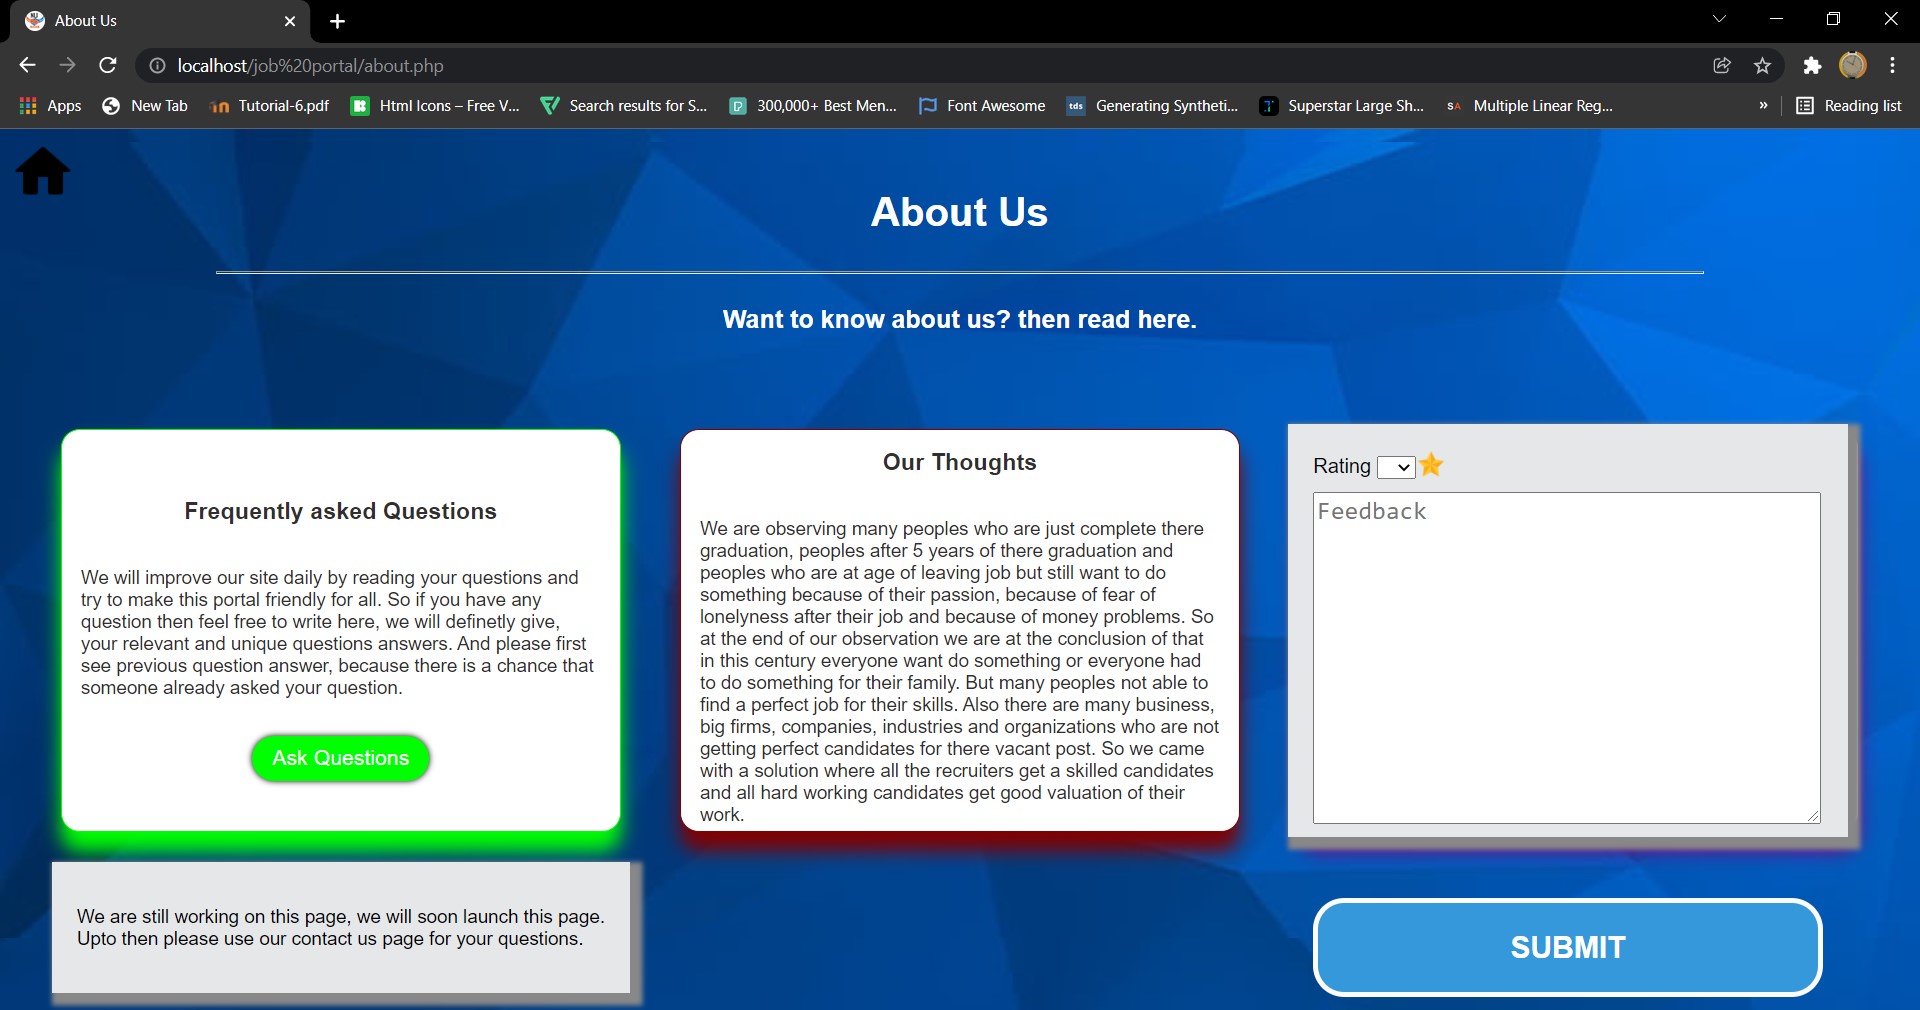 About Us
localhost/job%20portal/about.php
Apps
New Tab
Tutorial-6.pdf
Html Icons – Free V...
Search results for S...
300,000+ Best Men...
Font Awesome
tds
Generating Syntheti...
Superstar Large Sh...
SA
Multiple Linear Reg...
»
Reading list
About Us
Want to know about us? then read here.
Frequently asked Questions
We will improve our site daily by reading your questions and
try to make this portal friendly for all. So if you have any
question then feel free to write here, we will definetly give,
your relevant and unique questions answers. And please first
see previous question answer, because there is a chance that
someone already asked your question.
Ask Questions
We are still working on this page, we will soon launch this page.
Upto then please use our contact us page for your questions.
Our Thoughts
We are observing many peoples who are just complete there
graduation, peoples after 5 years of there graduation and
peoples who are at age of leaving job but still want to do
something because of their passion, because of fear of
lonelyness after their job and because of money problems. So
at the end of our observation we are at the conclusion of that
in this century everyone want do something or everyone had
to do something for their family. But many peoples not able to
find a perfect job for their skills. Also there are many business,
big firms, companies, industries and organizations who are not
getting perfect candidates for there vacant post. So we came
with a solution where all the recruiters get a skilled candidates
and all hard working candidates get good valuation of their
work.
Rating
Feedback
SUBMIT